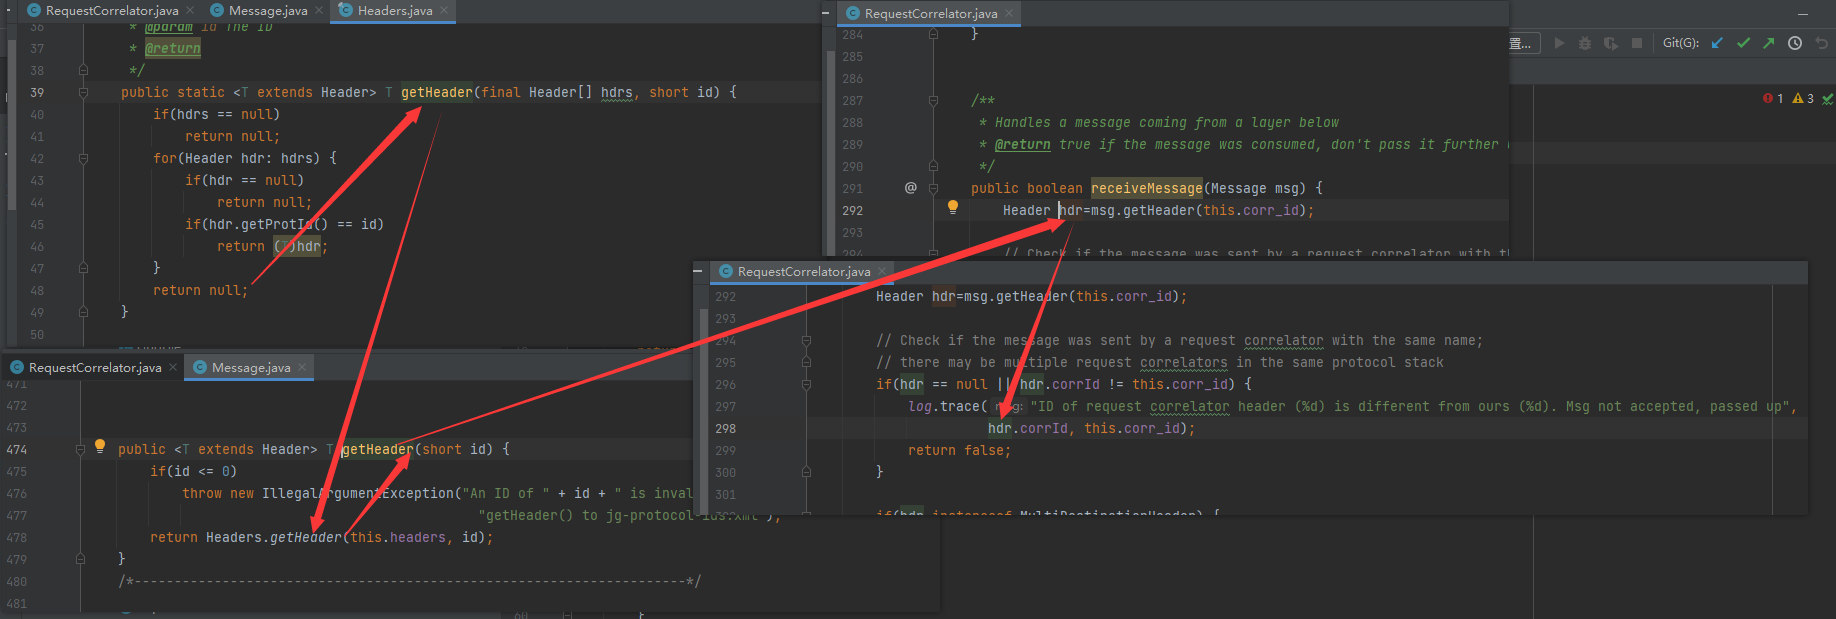 RequestCorrelator.java × Message.java × Headers.java ×
36 * @param id The ID
37 * @return
38 */
39 public static <T extends Header> T getHeader(final Header[] hdrs, short id) {
40 if(hdrs == null)
41 return null;
42 for(Header hdr: hdrs) {
43 if(hdr == null)
44 return null;
45 if(hdr.getProtId() == id)
46 return (T)hdr;
47 }
48 return null;
49 }
50
RequestCorrelator.java ×
284 }
285
286
287 /**
288 * Handles a message coming from a layer below
289 * @return true if the message was consumed, don't pass it further
290 */
291 @ public boolean receiveMessage(Message msg) {
292 Header hdr=msg.getHeader(this.corr_id);
293
294 // Check if the message was sent by a request correlator with th
置... Git(G):
1 3
RequestCorrelator.java × Message.java ×
471
472
473
474 public <T extends Header> T getHeader(short id) {
475 if(id <= 0)
476 throw new IllegalArgumentException("An ID of " + id + " is inval
477 "getHeader() to jg-protocol-ids.xml");
478 return Headers.getHeader(this.headers, id);
479 }
480 /*---------------------------------------------------------------------*/
481
RequestCorrelator.java ×
292 Header hdr=msg.getHeader(this.corr_id);
293
294 // Check if the message was sent by a request correlator with the same name;
295 // there may be multiple request correlators in the same protocol stack
296 if(hdr == null || hdr.corrId != this.corr_id) {
297 log.trace( msg: "ID of request correlator header (%d) is different from ours (%d). Msg not accepted, passed up",
298 hdr.corrId, this.corr_id);
299 return false;
300 }
301
if(hdr instanceof MultiDestinationHeader) {
60 }